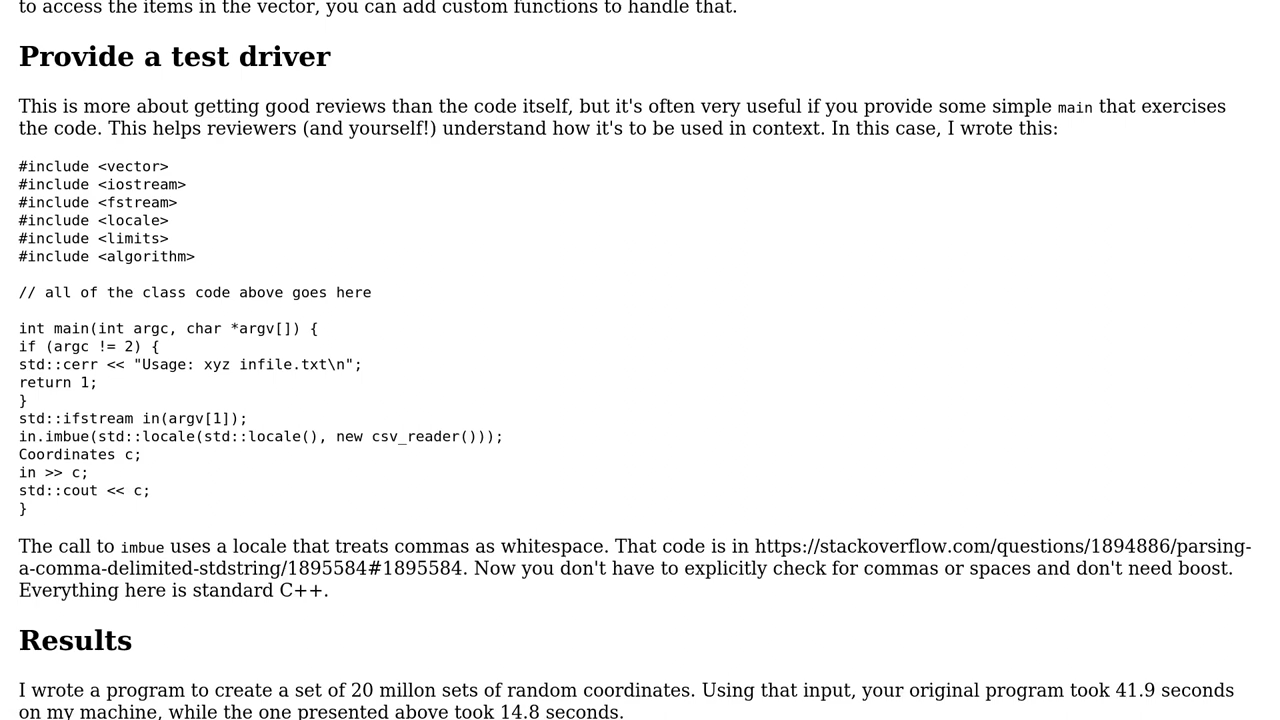 to access the items in the vector, you can add custom functions to handle that.
Provide a test driver
This is more about getting good reviews than the code itself, but it's often very useful if you provide some simple main that exercises
the code. This helps reviewers (and yourself!) understand how it's to be used in context. In this case, I wrote this:
#include <vector>
#include <iostream>
#include <fstream>
#include <locale>
#include <limits>
#include <algorithm>
// all of the class code above goes here
int main(int argc, char *argv[]) {
if (argc != 2) {
std::cerr << "Usage: xyz infile.txt\n";
return 1;
}
std::ifstream in(argv[1]);
in.imbue(std::locale(std::locale(), new csv_reader()));
Coordinates c;
in >> c;
std::cout << c;
}
The call to imbue uses a locale that treats commas as whitespace. That code is in https://stackoverflow.com/questions/1894886/parsing-
a-comma-delimited-stdstring/1895584#1895584. Now you don't have to explicitly check for commas or spaces and don't need boost.
Everything here is standard C++.
Results
I wrote a program to create a set of 20 millon sets of random coordinates. Using that input, your original program took 41.9 seconds
on my machine, while the one presented above took 14.8 seconds.